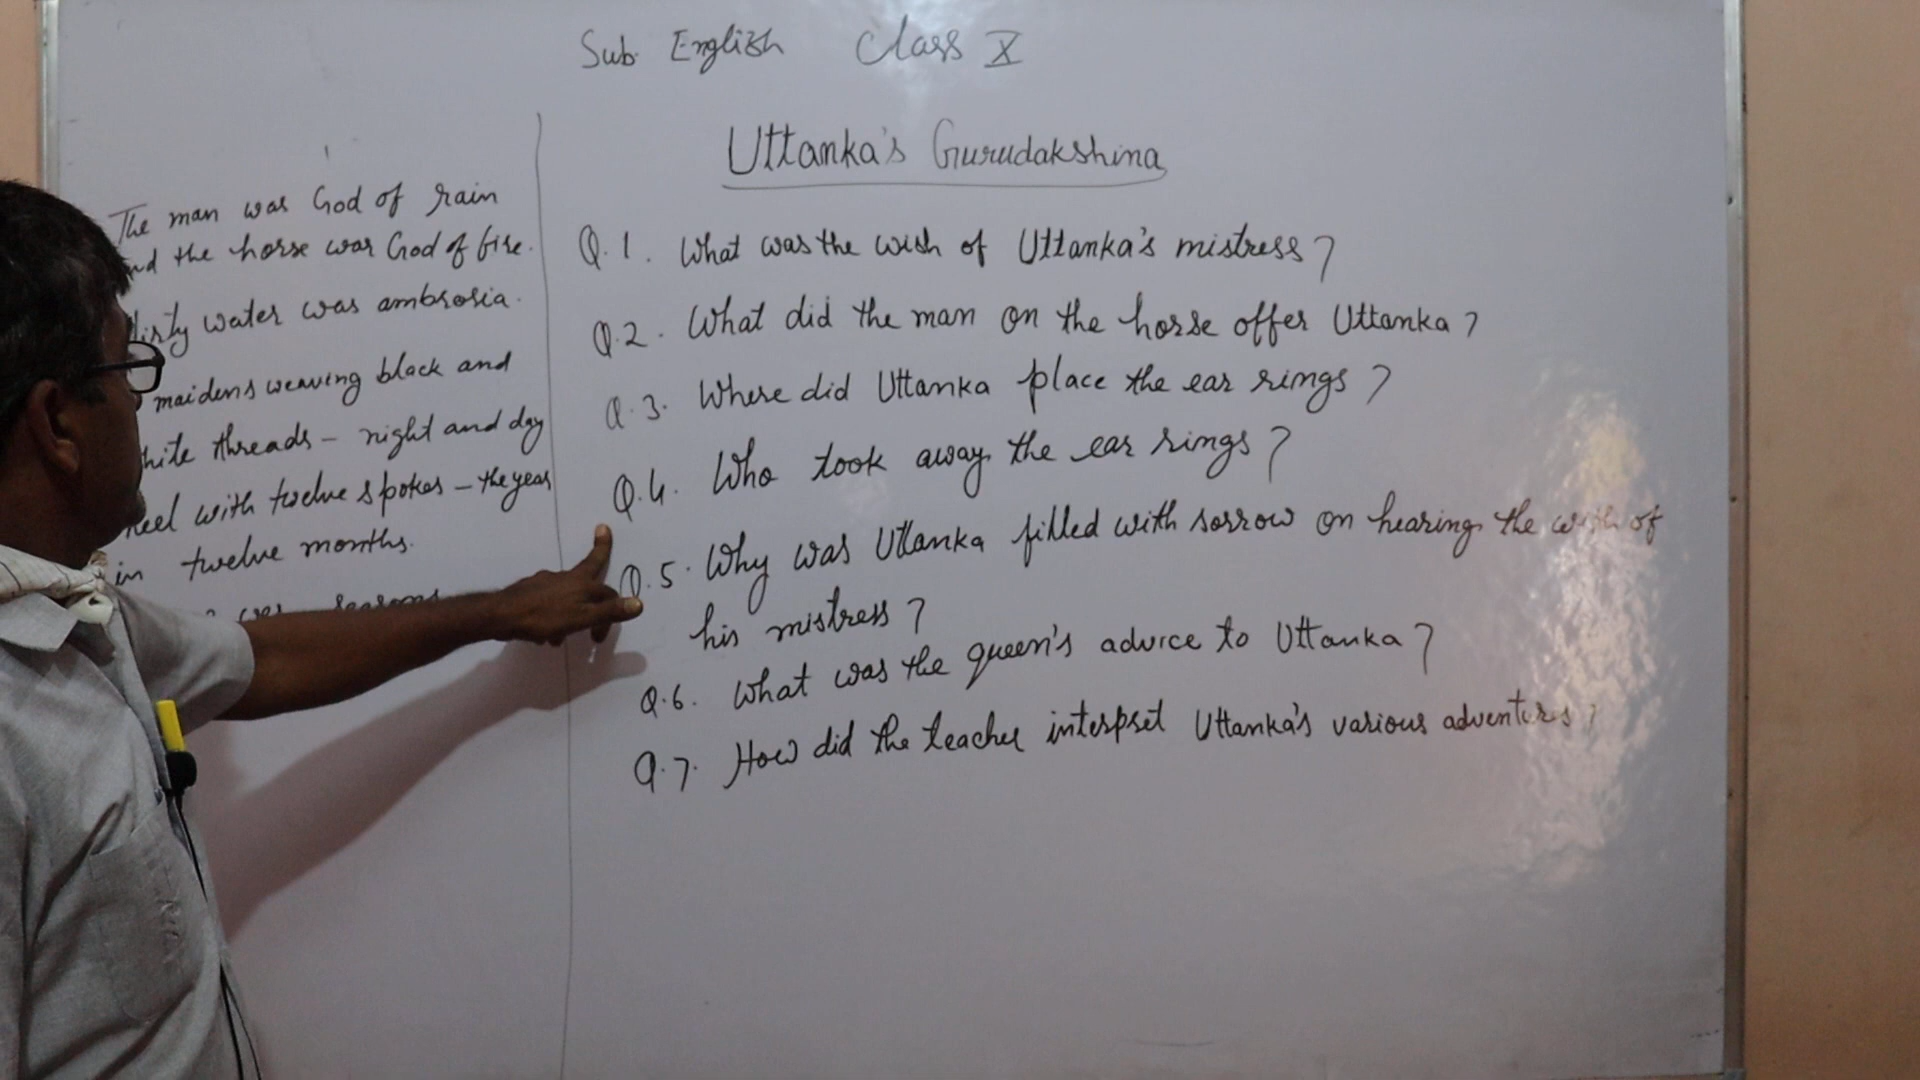 Sub. English Class X
Uttanka's Gurudakshina
The man was God of rain
the horse was God of fire.
water was ambrosia.
maidens weaving black and
threads – night and day
with twelve spokes – the year
in twelve months.
Q.1. What was the wish of Uttanka's mistress?
Q.2. What did the man on the horse offer Uttanka?
Q.3. Where did Uttanka place the ear rings?
Q.4. Who took away the ear rings?
Q.5. Why was Uttanka filled with sorrow on hearing the wish of
his mistress?
Q.6. What was the queen's advice to Uttanka?
Q.7. How did the teacher interpret Uttanka's various